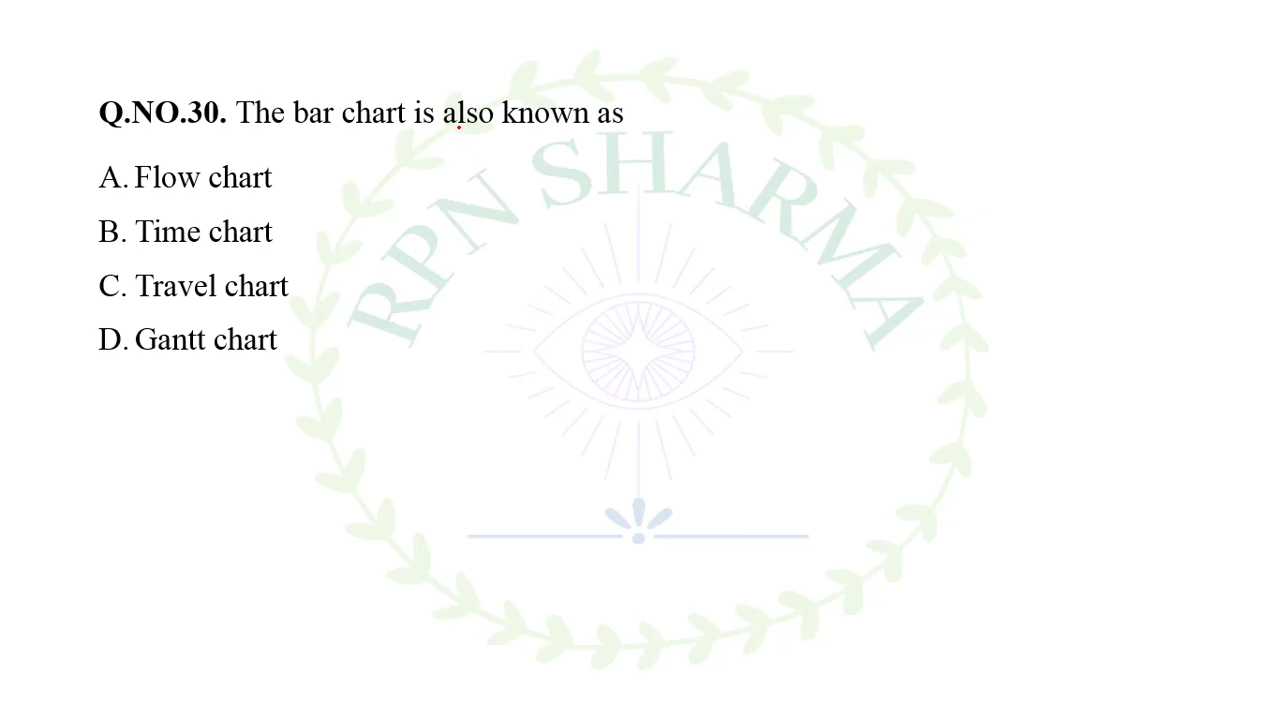 RPN SHARMA
Q.NO.30. The bar chart is also known as
A. Flow chart
B. Time chart
C. Travel chart
D. Gantt chart